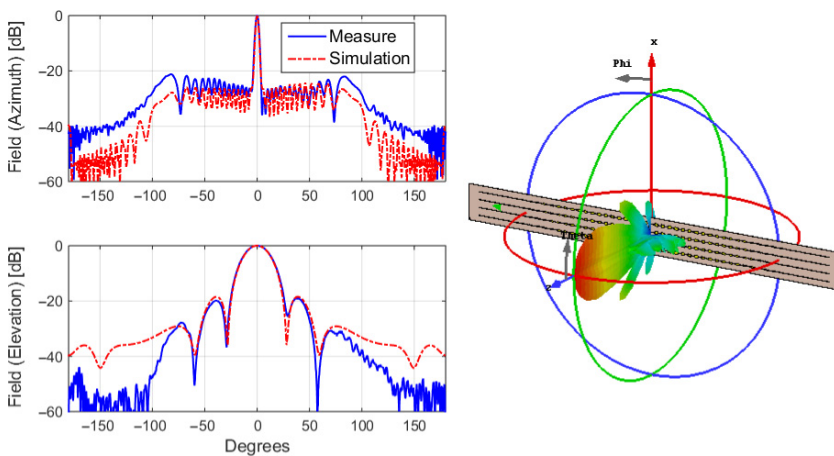 Field (Azimuth) [dB]
0
−20
−40
−60
Measure
Simulation
−150 −100 −50 0 50 100 150
Field (Elevation) [dB]
0
−20
−40
−60
−150 −100 −50 0 50 100 150
Degrees
x
Phi
Theta
z